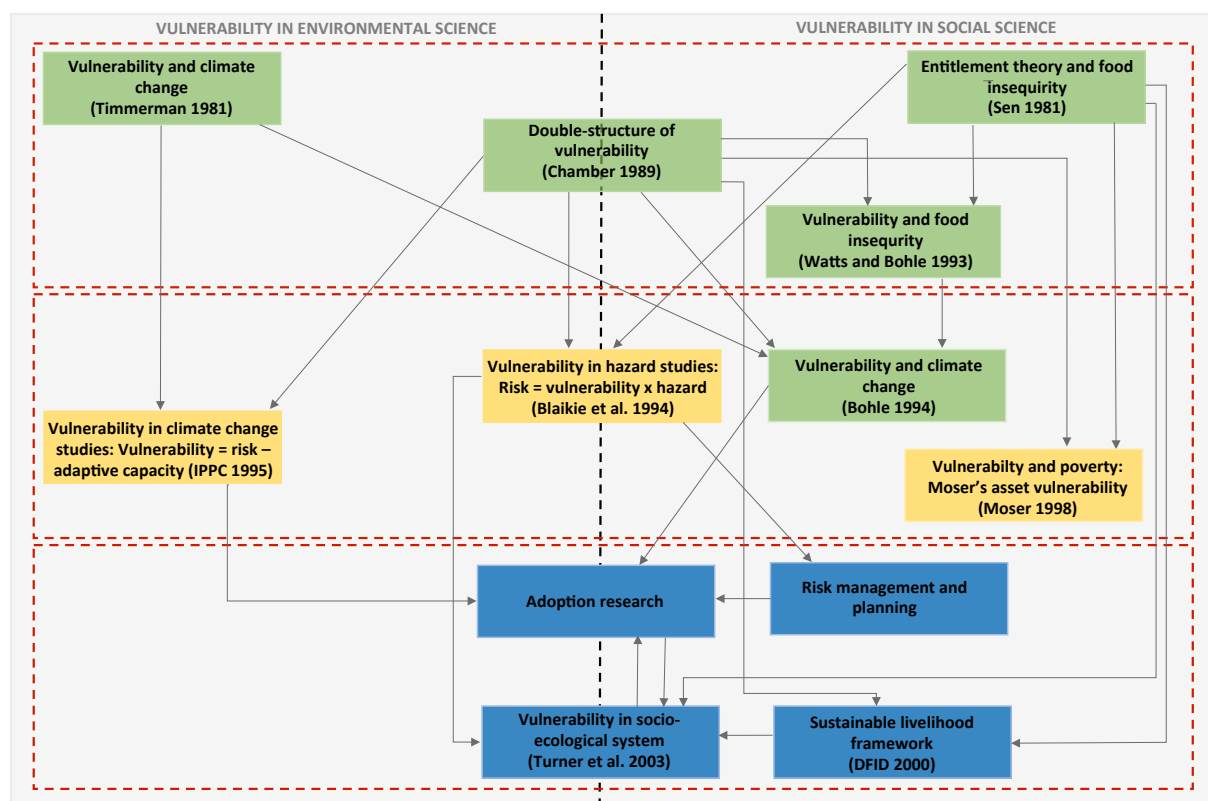 VULNERABILITY IN ENVIRONMENTAL SCIENCE
VULNERABILITY IN SOCIAL SCIENCE
Vulnerability and climate
change
(Timmerman 1981)
Entitlement theory and food
insequirity
(Sen 1981)
Double-structure of
vulnerability
(Chamber 1989)
Vulnerability and food
insequrity
(Watts and Bohle 1993)
Vulnerability in hazard studies:
Risk = vulnerability x hazard
(Blaikie et al. 1994)
Vulnerability and climate
change
(Bohle 1994)
Vulnerability in climate change
studies: Vulnerability = risk –
adaptive capacity (IPPC 1995)
Vulnerabilty and poverty:
Moser's asset vulnerability
(Moser 1998)
Adoption research
Risk management and
planning
Vulnerability in socio-
ecological system
(Turner et al. 2003)
Sustainable livelihood
framework
(DFID 2000)